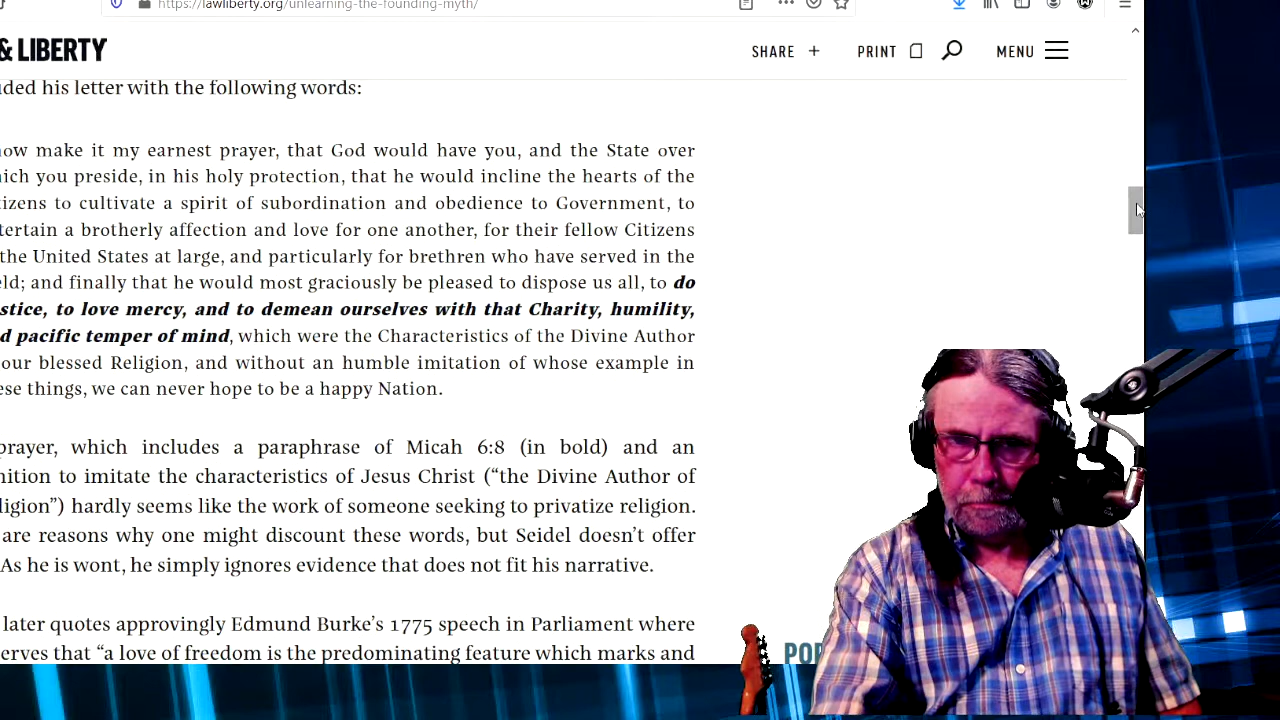 https://lawliberty.org/unlearning-the-founding-myth/
& LIBERTY
SHARE +
PRINT
MENU
ded his letter with the following words:
ow make it my earnest prayer, that God would have you, and the State over
ich you preside, in his holy protection, that he would incline the hearts of the
izens to cultivate a spirit of subordination and obedience to Government, to
tertain a brotherly affection and love for one another, for their fellow Citizens
the United States at large, and particularly for brethren who have served in the
eld; and finally that he would most graciously be pleased to dispose us all, to do
stice, to love mercy, and to demean ourselves with that Charity, humility,
d pacific temper of mind, which were the Characteristics of the Divine Author
our blessed Religion, and without an humble imitation of whose example in
ese things, we can never hope to be a happy Nation.
prayer, which includes a paraphrase of Micah 6:8 (in bold) and an
nition to imitate the characteristics of Jesus Christ (“the Divine Author of
ligion”) hardly seems like the work of someone seeking to privatize religion.
are reasons why one might discount these words, but Seidel doesn’t offer
As he is wont, he simply ignores evidence that does not fit his narrative.
later quotes approvingly Edmund Burke’s 1775 speech in Parliament where
erves that “a love of freedom is the predominating feature which marks and
PO